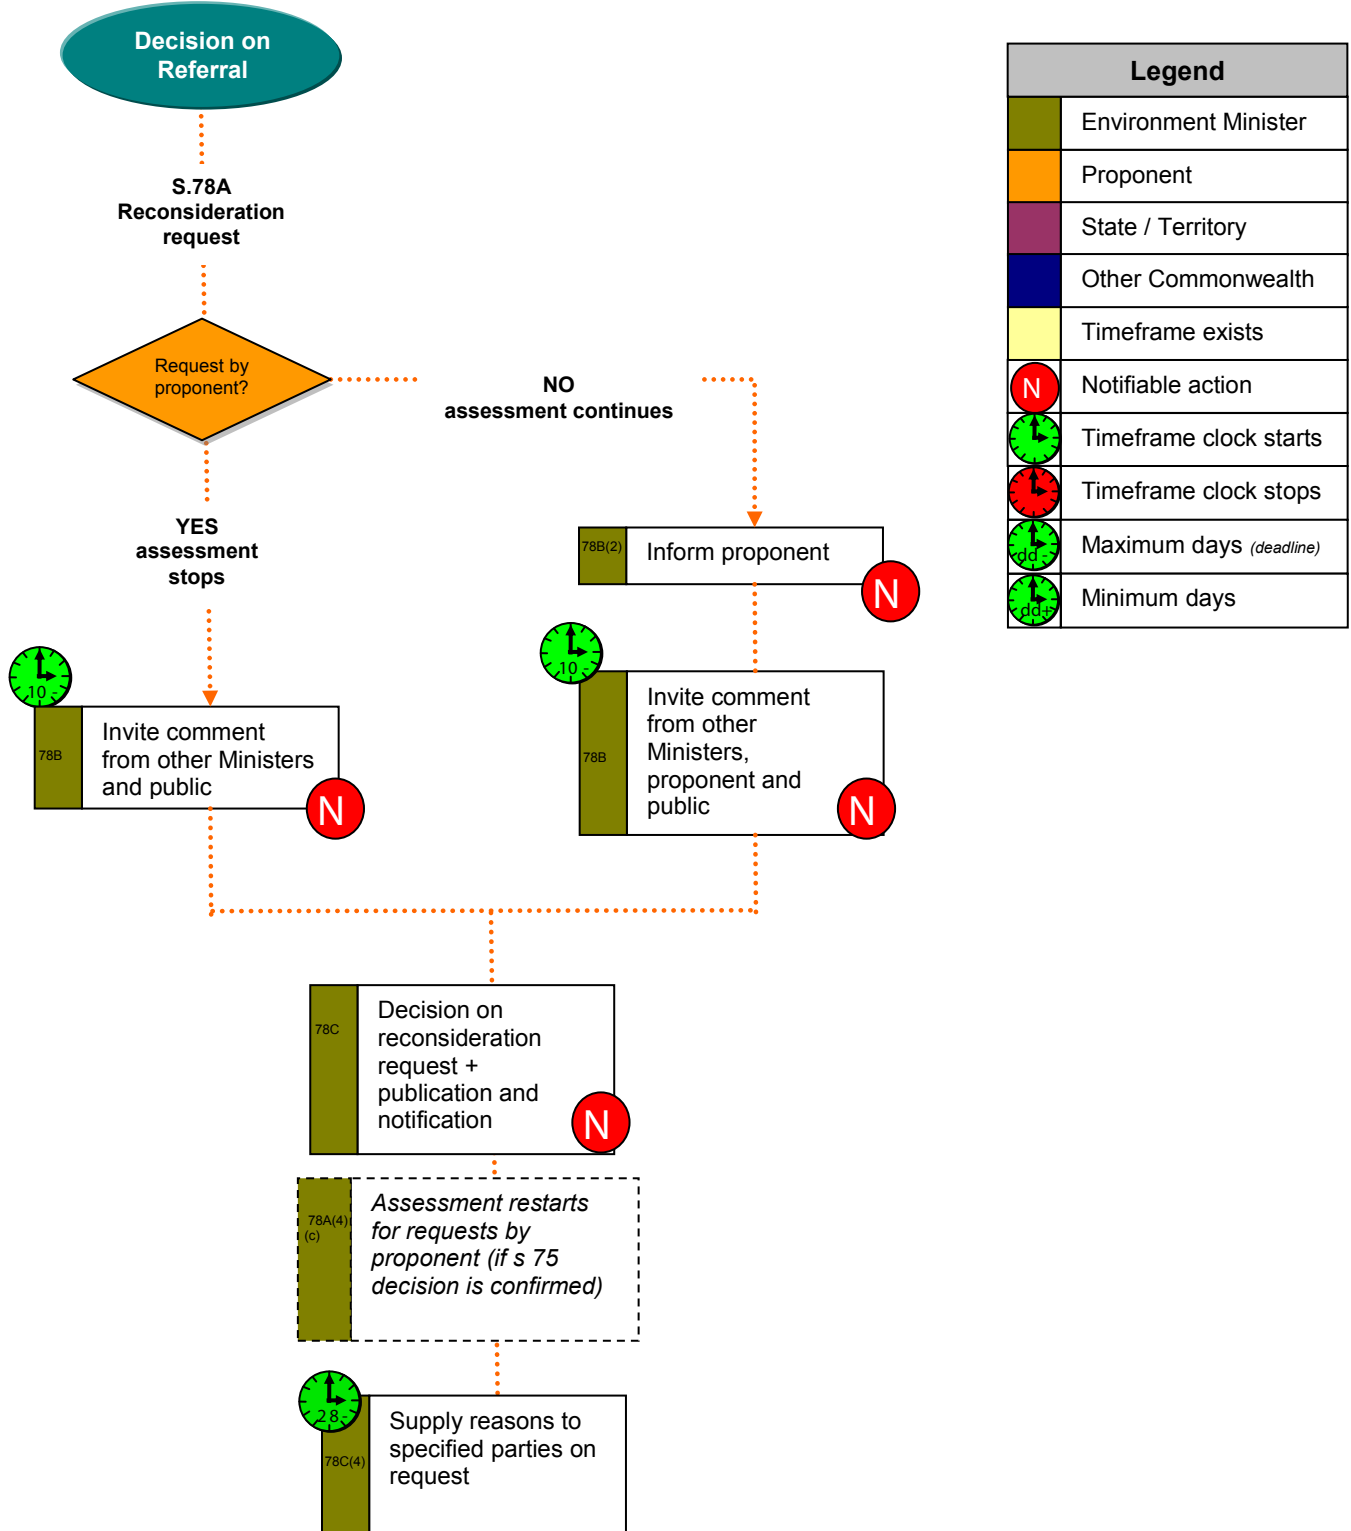 Decision on
Referral
S.78A
Reconsideration
request
Request by
proponent?
NO
assessment continues
YES
assessment
stops
78B(2)
Inform proponent
N
10 -
78B
Invite comment
from other Ministers
and public
N
10 -
78B
Invite comment
from other
Ministers,
proponent and
public
N
78C
Decision on
reconsideration
request +
publication and
notification
N
78A(4)
(c)
Assessment restarts
for requests by
proponent (if s 75
decision is confirmed)
28-
78C(4)
Supply reasons to
specified parties on
request
Legend
Environment Minister
Proponent
State / Territory
Other Commonwealth
Timeframe exists
N
Notifiable action
Timeframe clock starts
Timeframe clock stops
dd -
Maximum days (deadline)
dd+
Minimum days